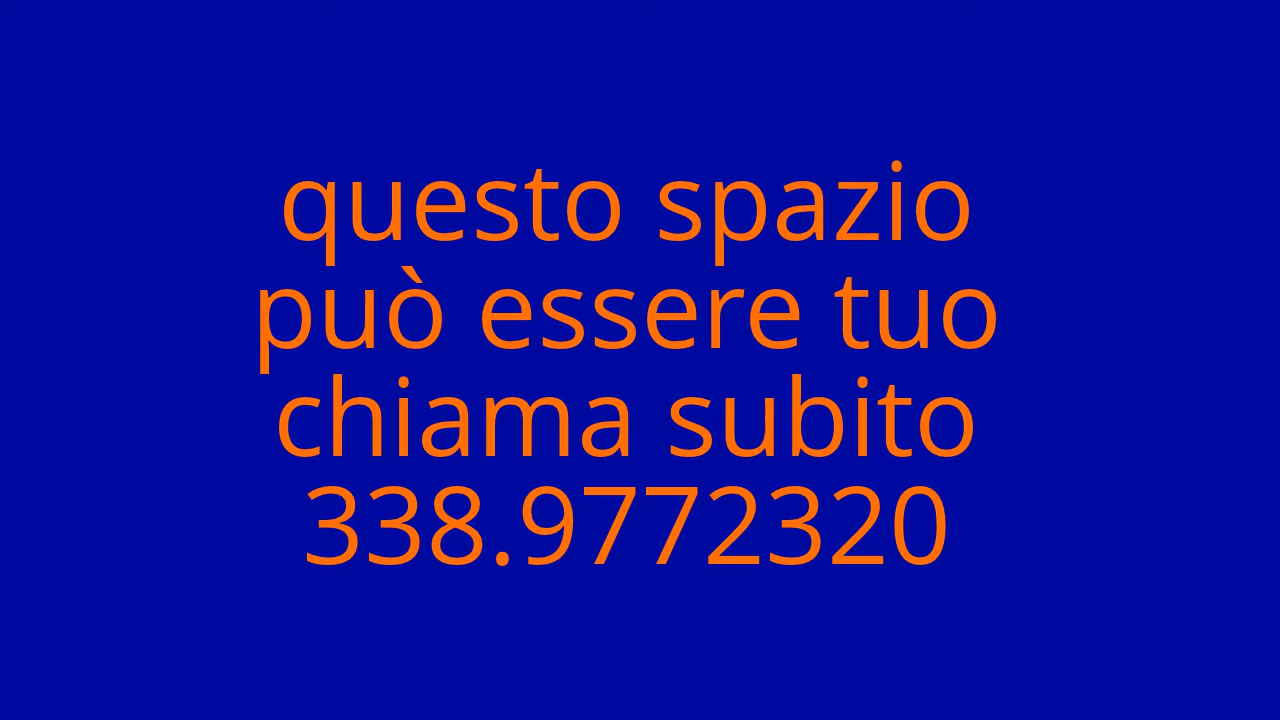 questo spazio
può essere tuo
chiama subito
338.9772320